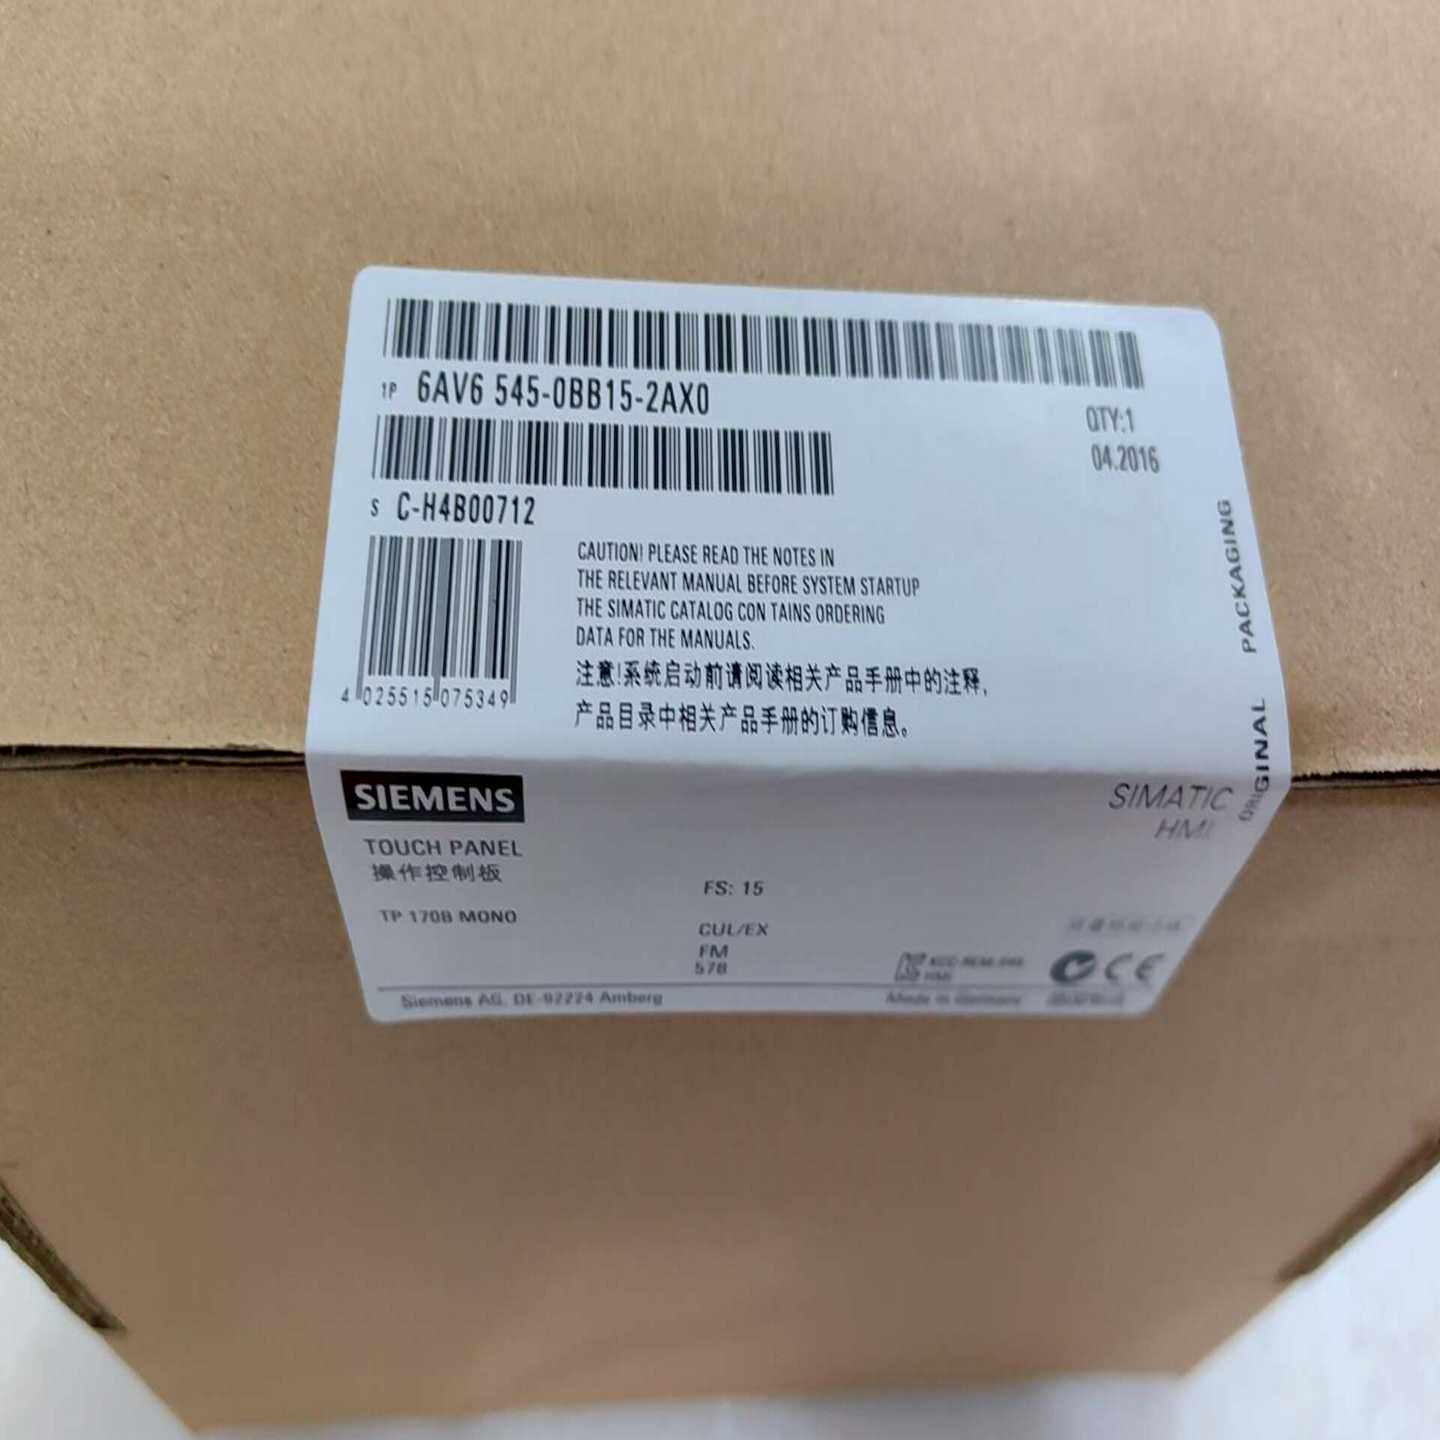 1P 6AV6 545-0BB15-2AX0
QTY:1
04.2016
S C-H4B00712
4 025515 075349
CAUTION! PLEASE READ THE NOTES IN
THE RELEVANT MANUAL BEFORE SYSTEM STARTUP
THE SIMATIC CATALOG CON TAINS ORDERING
DATA FOR THE MANUALS.
注意!系统启动前请阅读相关产品手册中的注释,
产品目录中相关产品手册的订购信息。
ORIGINAL PACKAGING
SIEMENS
SIMATIC
HMI
TOUCH PANEL
操作控制板
TP 170B MONO
FS: 15
CUL/EX
FM
578
CE
Siemens AG, DE-92224 Amberg
Made in Germany